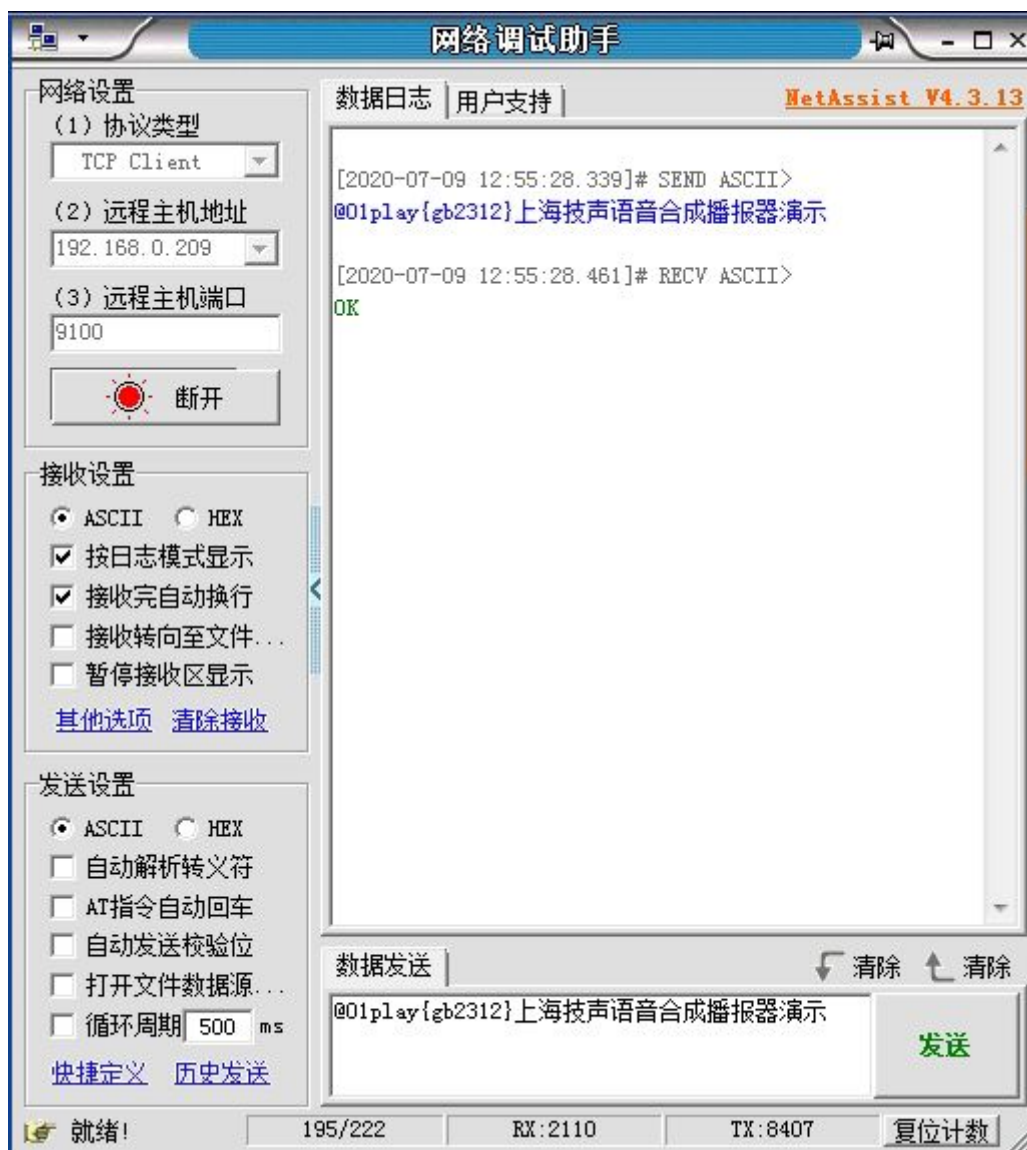 网络调试助手
网络设置
(1) 协议类型
TCP Client
(2) 远程主机地址
192.168.0.209
(3) 远程主机端口
9100
断开
接收设置
ASCII HEX
按日志模式显示
接收完自动换行
接收转向至文件...
暂停接收区显示
其他选项 清除接收
发送设置
ASCII HEX
自动解析转义符
AT指令自动回车
自动发送校验位
打开文件数据源...
循环周期 500 ms
快捷定义 历史发送
数据日志 用户支持 NetAssist V4.3.13
[2020-07-09 12:55:28.339]# SEND ASCII>
@01play{gb2312}上海技声语音合成播报器演示
[2020-07-09 12:55:28.461]# RECV ASCII>
OK
数据发送 清除 清除
@01play{gb2312}上海技声语音合成播报器演示
发送
就绪! 195/222 RX:2110 TX:8407 复位计数